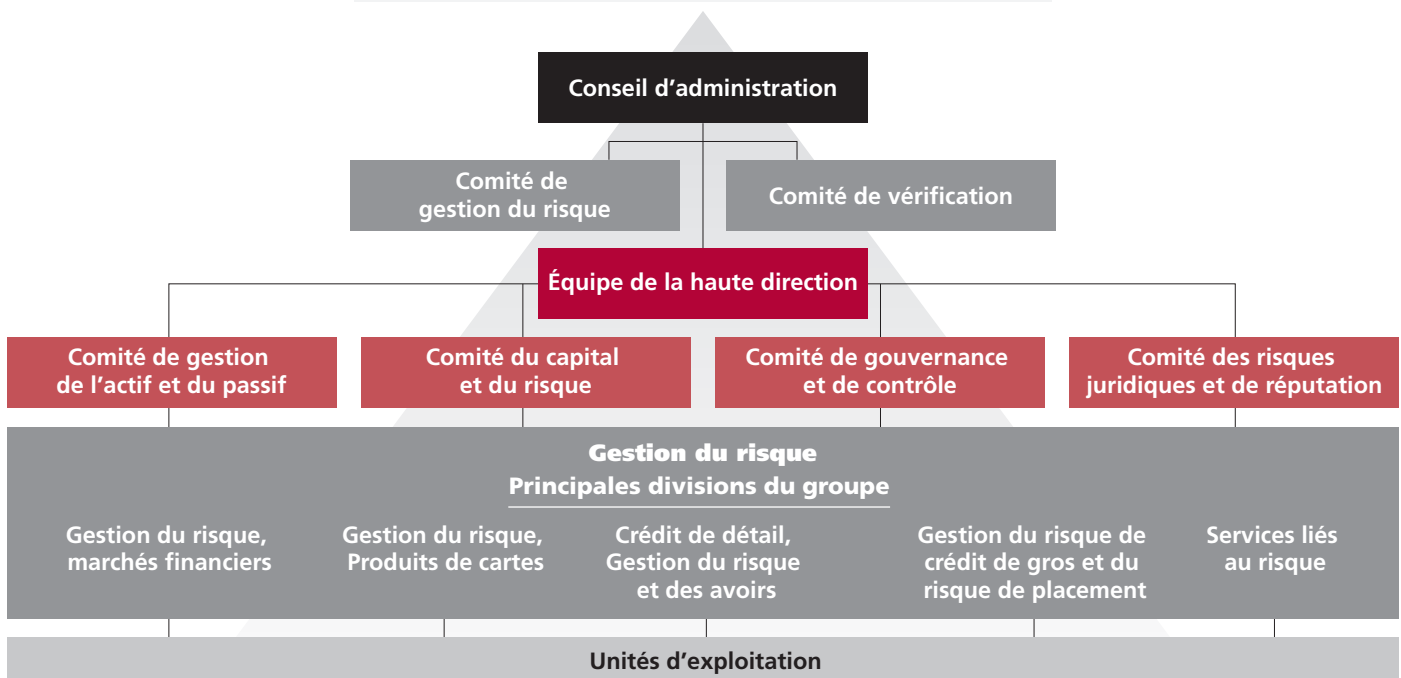 Conseil d’administration
Comité de
gestion du risque
Comité de vérification
Équipe de la haute direction
Comité de gestion
de l’actif et du passif
Comité du capital
et du risque
Comité de gouvernance
et de contrôle
Comité des risques
juridiques et de réputation
Gestion du risque
Principales divisions du groupe
Gestion du risque,
marchés financiers
Gestion du risque,
Produits de cartes
Crédit de détail,
Gestion du risque
et des avoirs
Gestion du risque de
crédit de gros et du
risque de placement
Services liés
au risque
Unités d’exploitation